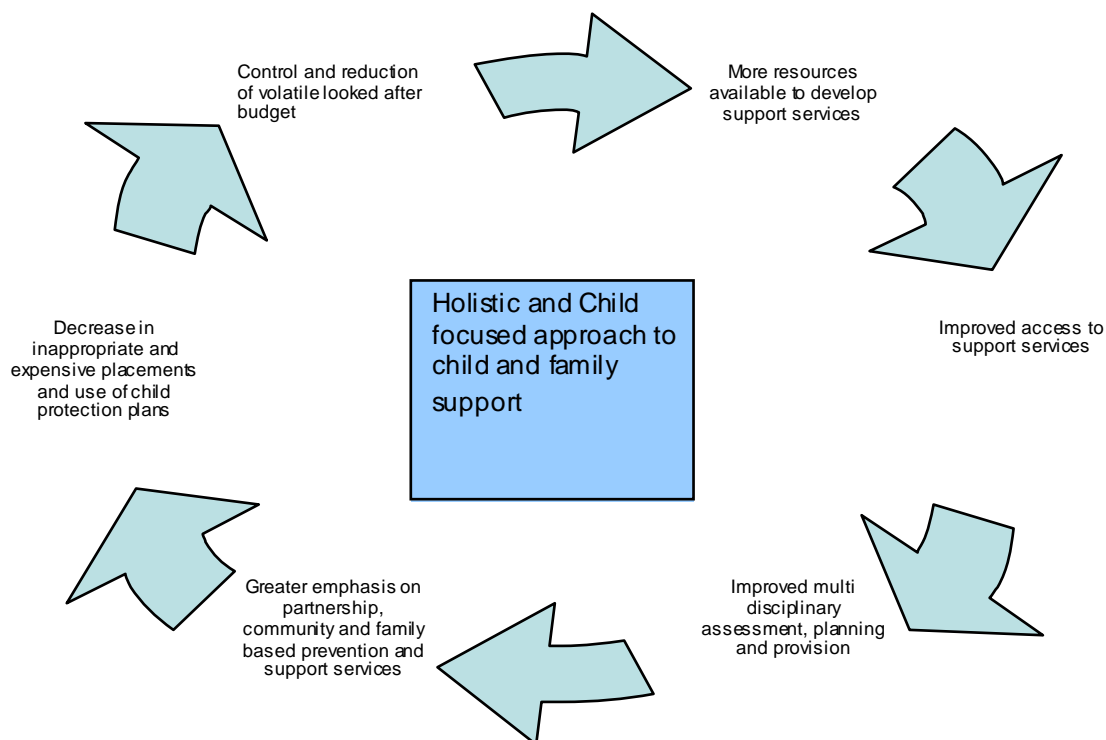 Control and reduction
of volatile looked after
budget
More resources
available to develop
support services
Improved access to
support services
Improved multi
disciplinary
assessment, planning
and provision
Greater emphasis on
partnership,
community and family
based prevention and
support services
Decrease in
inappropriate and
expensive placements
and use of child
protection plans
Holistic and Child
focused approach to
child and family
support